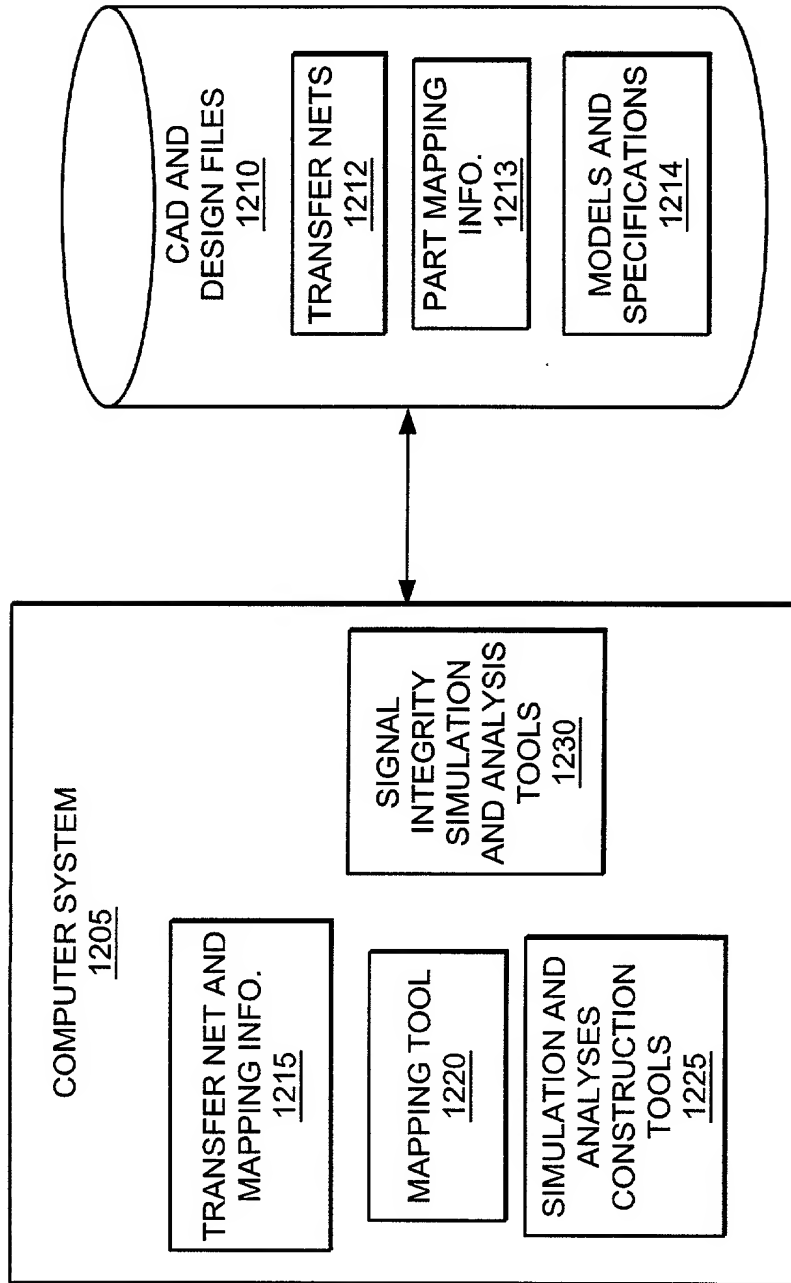 COMPUTER SYSTEM
1205
TRANSFER NET AND
MAPPING INFO.
1215
MAPPING TOOL
1220
SIMULATION AND
ANALYSES
CONSTRUCTION
TOOLS
1225
SIGNAL
INTEGRITY
SIMULATION
AND ANALYSIS
TOOLS
1230
CAD AND
DESIGN FILES
1210
TRANSFER NETS
1212
PART MAPPING
INFO.
1213
MODELS AND
SPECIFICATIONS
1214